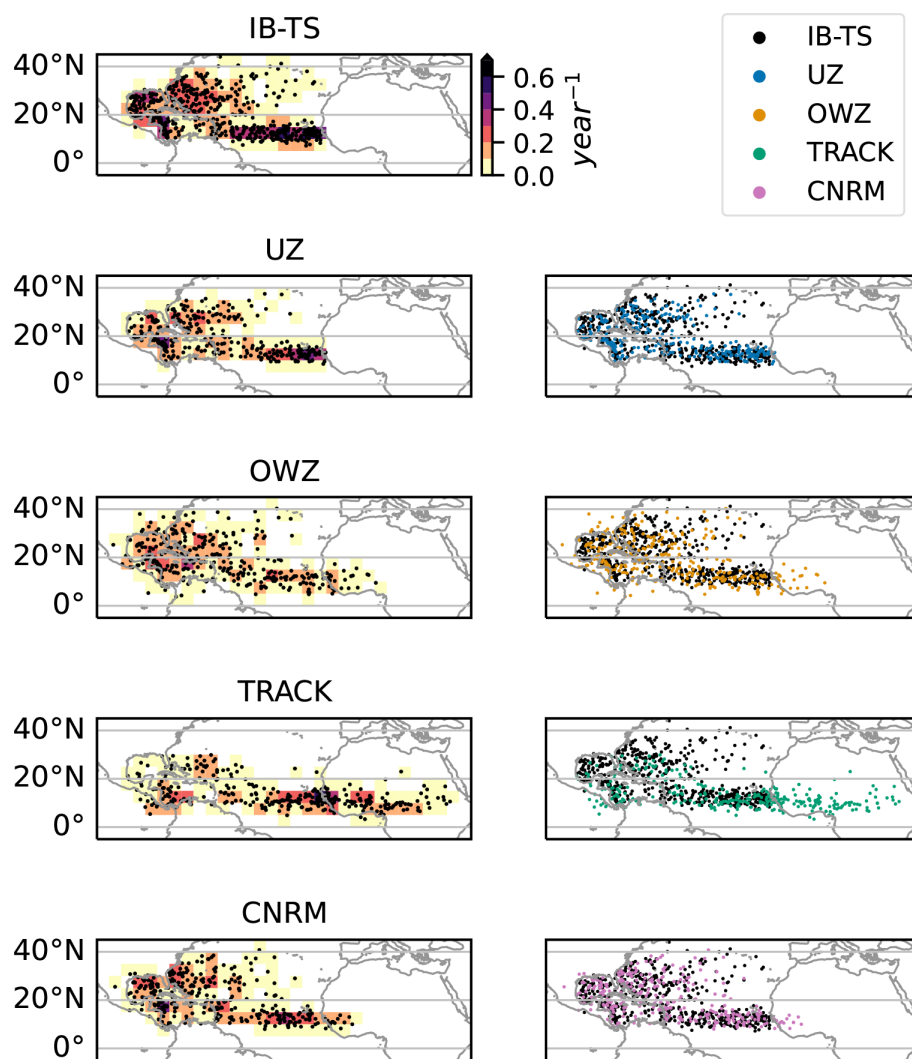 IB-TS
40°N
20°N
0°
0.6
0.4
0.2
0.0
year⁻¹
IB-TS
UZ
OWZ
TRACK
CNRM
UZ
40°N
20°N
0°
OWZ
40°N
20°N
0°
TRACK
40°N
20°N
0°
CNRM
40°N
20°N
0°